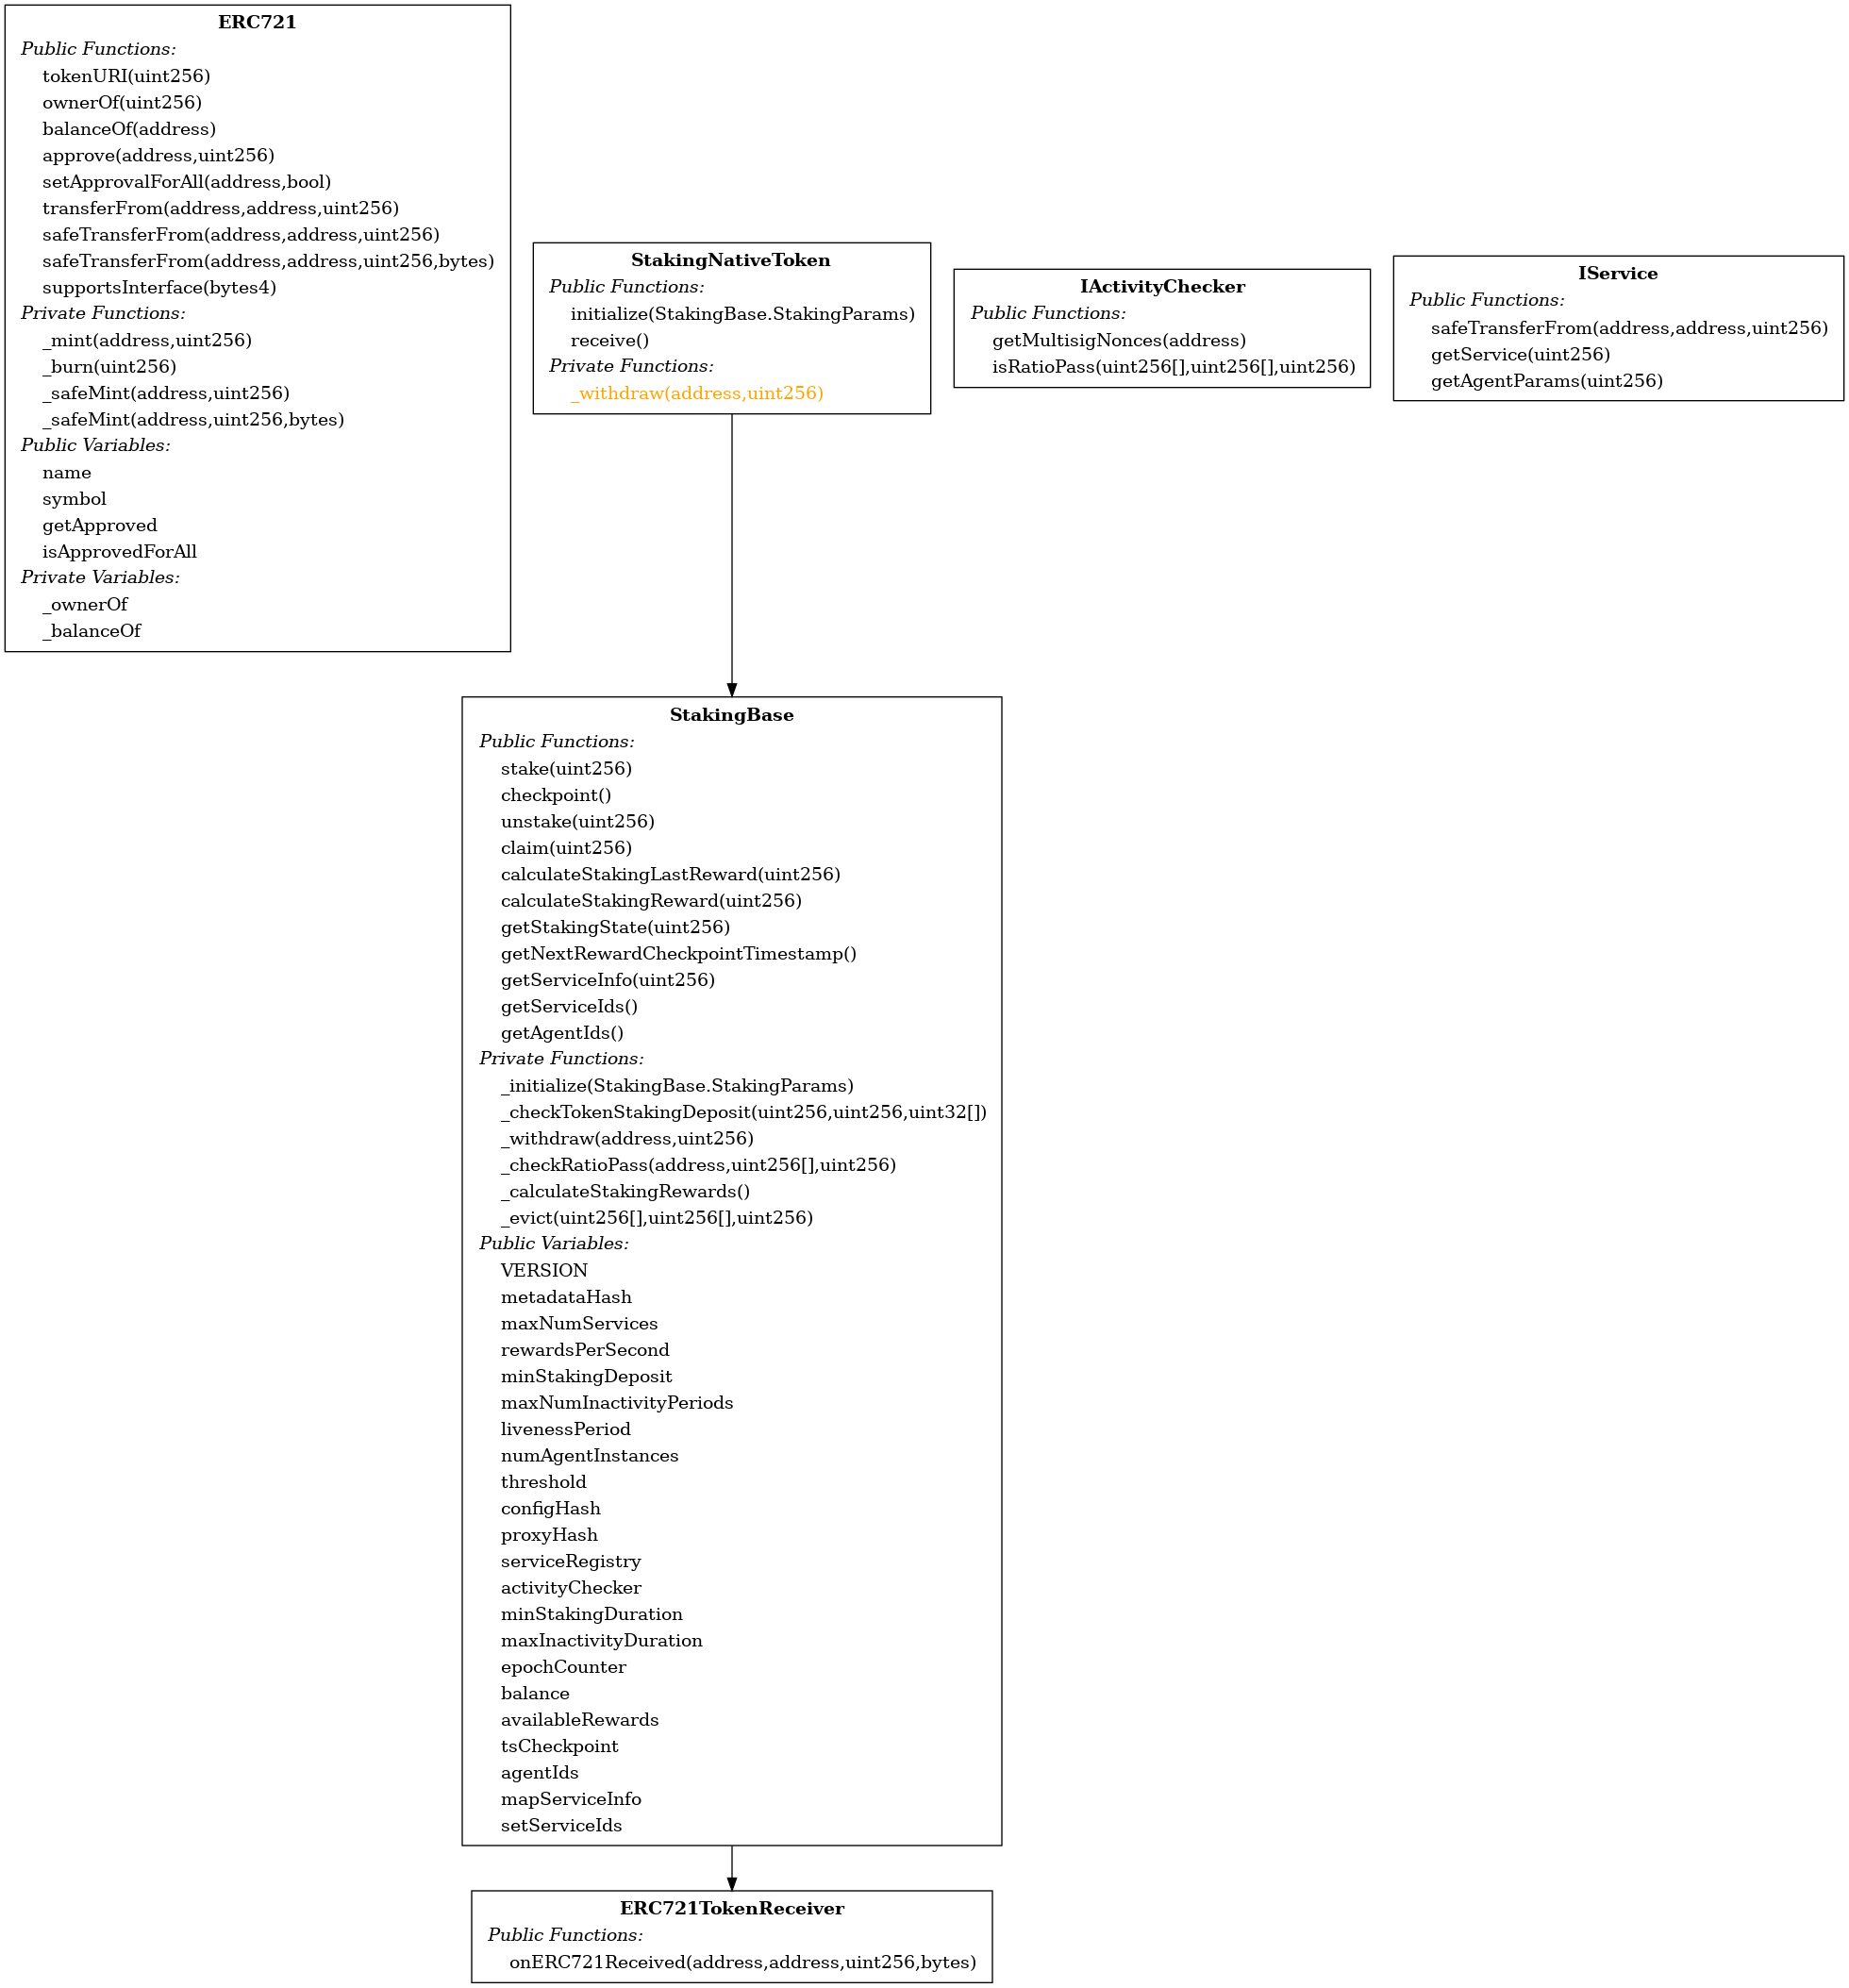 ERC721
Public Functions:
tokenURI(uint256)
ownerOf(uint256)
balanceOf(address)
approve(address,uint256)
setApprovalForAll(address,bool)
transferFrom(address,address,uint256)
safeTransferFrom(address,address,uint256)
safeTransferFrom(address,address,uint256,bytes)
supportsInterface(bytes4)
Private Functions:
_mint(address,uint256)
_burn(uint256)
_safeMint(address,uint256)
_safeMint(address,uint256,bytes)
Public Variables:
name
symbol
getApproved
isApprovedForAll
Private Variables:
_ownerOf
_balanceOf
StakingNativeToken
Public Functions:
initialize(StakingBase.StakingParams)
receive()
Private Functions:
_withdraw(address,uint256)
IActivityChecker
Public Functions:
getMultisigNonces(address)
isRatioPass(uint256[],uint256[],uint256)
IService
Public Functions:
safeTransferFrom(address,address,uint256)
getService(uint256)
getAgentParams(uint256)
StakingBase
Public Functions:
stake(uint256)
checkpoint()
unstake(uint256)
claim(uint256)
calculateStakingLastReward(uint256)
calculateStakingReward(uint256)
getStakingState(uint256)
getNextRewardCheckpointTimestamp()
getServiceInfo(uint256)
getServiceIds()
getAgentIds()
Private Functions:
_initialize(StakingBase.StakingParams)
_checkTokenStakingDeposit(uint256,uint256,uint32[])
_withdraw(address,uint256)
_checkRatioPass(address,uint256[],uint256)
_calculateStakingRewards()
_evict(uint256[],uint256[],uint256)
Public Variables:
VERSION
metadataHash
maxNumServices
rewardsPerSecond
minStakingDeposit
maxNumInactivityPeriods
livenessPeriod
numAgentInstances
threshold
configHash
proxyHash
serviceRegistry
activityChecker
minStakingDuration
maxInactivityDuration
epochCounter
balance
availableRewards
tsCheckpoint
agentIds
mapServiceInfo
setServiceIds
ERC721TokenReceiver
Public Functions:
onERC721Received(address,address,uint256,bytes)